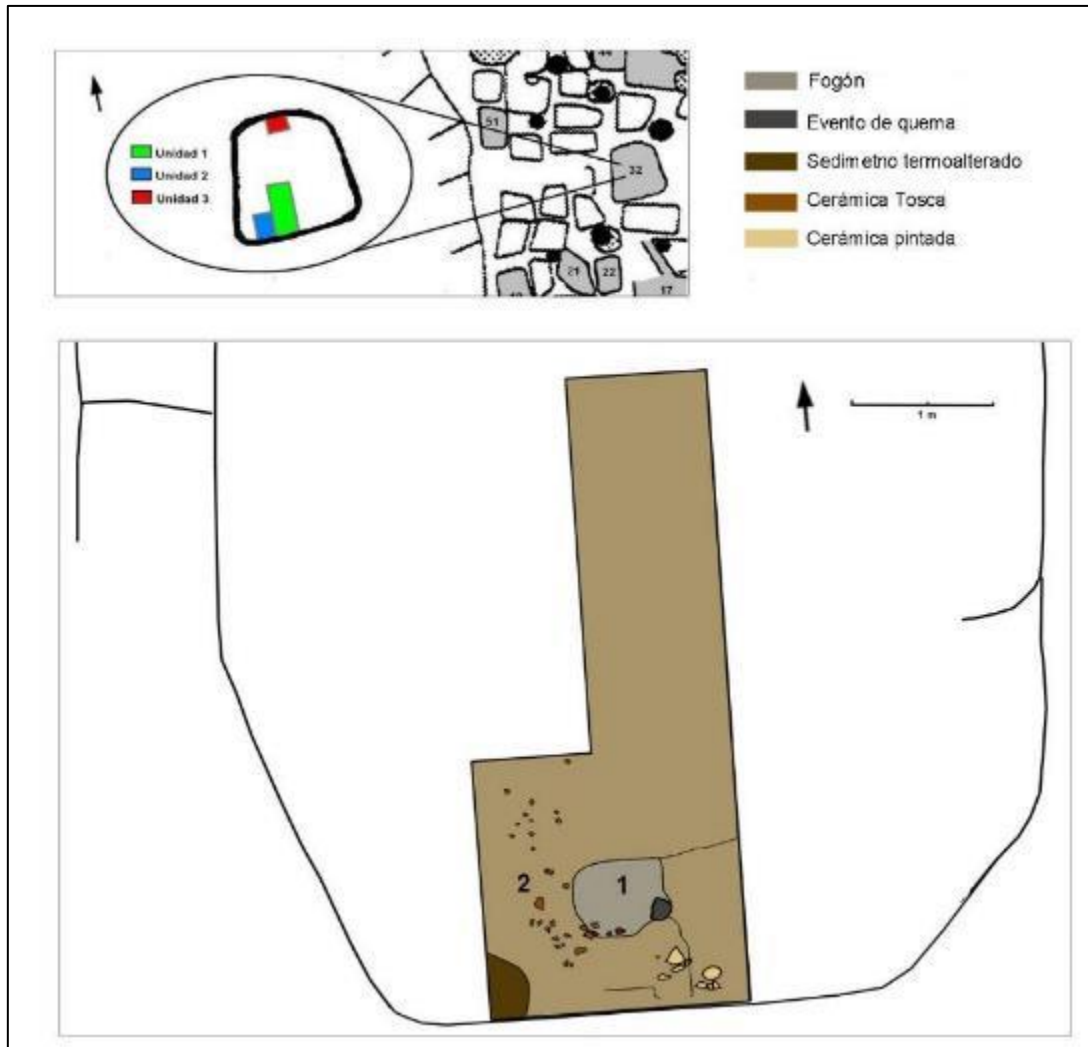 Unidad 1
Unidad 2
Unidad 3
51
32
21
22
17
Fogón
Evento de quema
Sedimetno termoalterado
Cerámica Tosca
Cerámica pintada
1 m
2
1